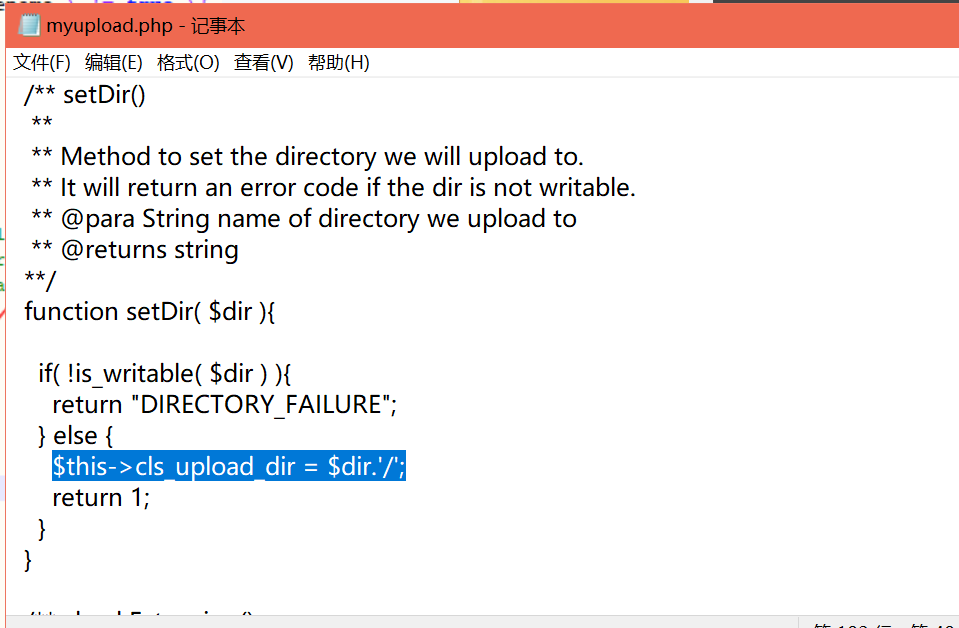 myupload.php - 记事本
文件(F) 编辑(E) 格式(O) 查看(V) 帮助(H)
/** setDir()
**
** Method to set the directory we will upload to.
** It will return an error code if the dir is not writable.
** @para String name of directory we upload to
** @returns string
**/
function setDir( $dir ){
if( !is_writable( $dir ) ){
return "DIRECTORY_FAILURE";
} else {
$this->cls_upload_dir = $dir.'/';
return 1;
}
}